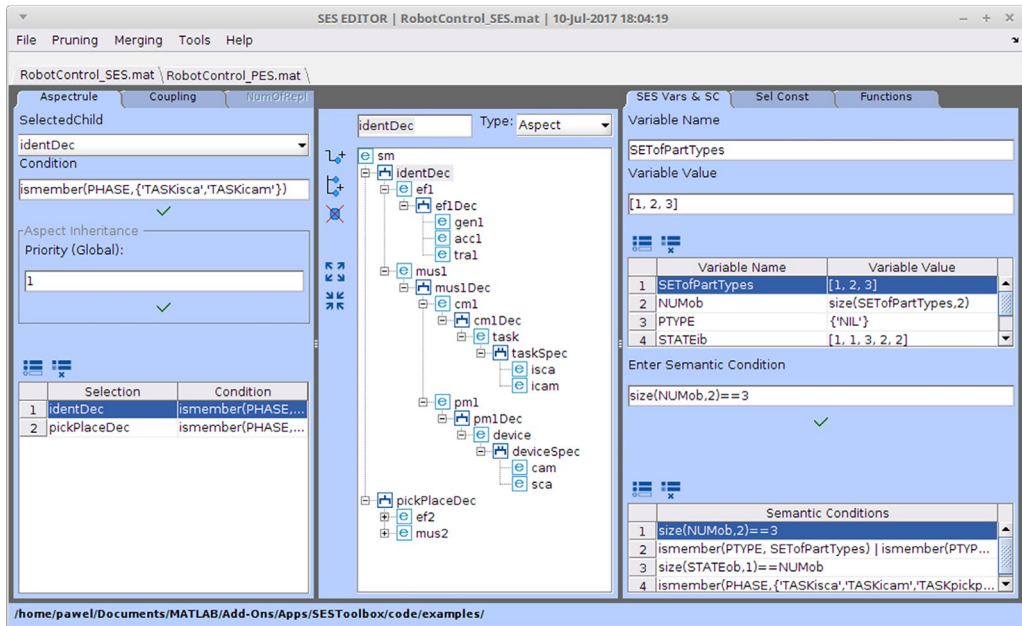 SES EDITOR | RobotControl_SES.mat | 10-Jul-2017 18:04:19
File Pruning Merging Tools Help
RobotControl_SES.mat RobotControl_PES.mat
Aspectrule Coupling NumOfRepl
SelectedChild
identDec
Condition
ismember(PHASE,{'TASKisca','TASKicam'})
Aspect Inheritance
Priority (Global):
1
Selection Condition
1 identDec ismember(PHASE,...
2 pickPlaceDec ismember(PHASE,...
identDec Type: Aspect
e sm
identDec
e ef1
ef1Dec
e gen1
e acc1
e tra1
e mus1
mus1Dec
e cm1
cm1Dec
e task
taskSpec
e isca
e icam
e pm1
pm1Dec
e device
deviceSpec
e cam
e sca
pickPlaceDec
e ef2
e mus2
SES Vars & SC Sel Const Functions
Variable Name
SETofPartTypes
Variable Value
[1, 2, 3]
Variable Name Variable Value
1 SETofPartTypes [1, 2, 3]
2 NUMob size(SETofPartTypes,2)
3 PTYPE {'NIL'}
4 STATEib [1, 1, 3, 2, 2]
Enter Semantic Condition
size(NUMob,2)==3
Semantic Conditions
1 size(NUMob,2)==3
2 ismember(PTYPE, SETofPartTypes) | ismember(PTYP...
3 size(STATEob,1)==NUMob
4 ismember(PHASE,{'TASKisca','TASKicam','TASKpickp...
/home/pawel/Documents/MATLAB/Add-Ons/Apps/SESToolbox/code/examples/